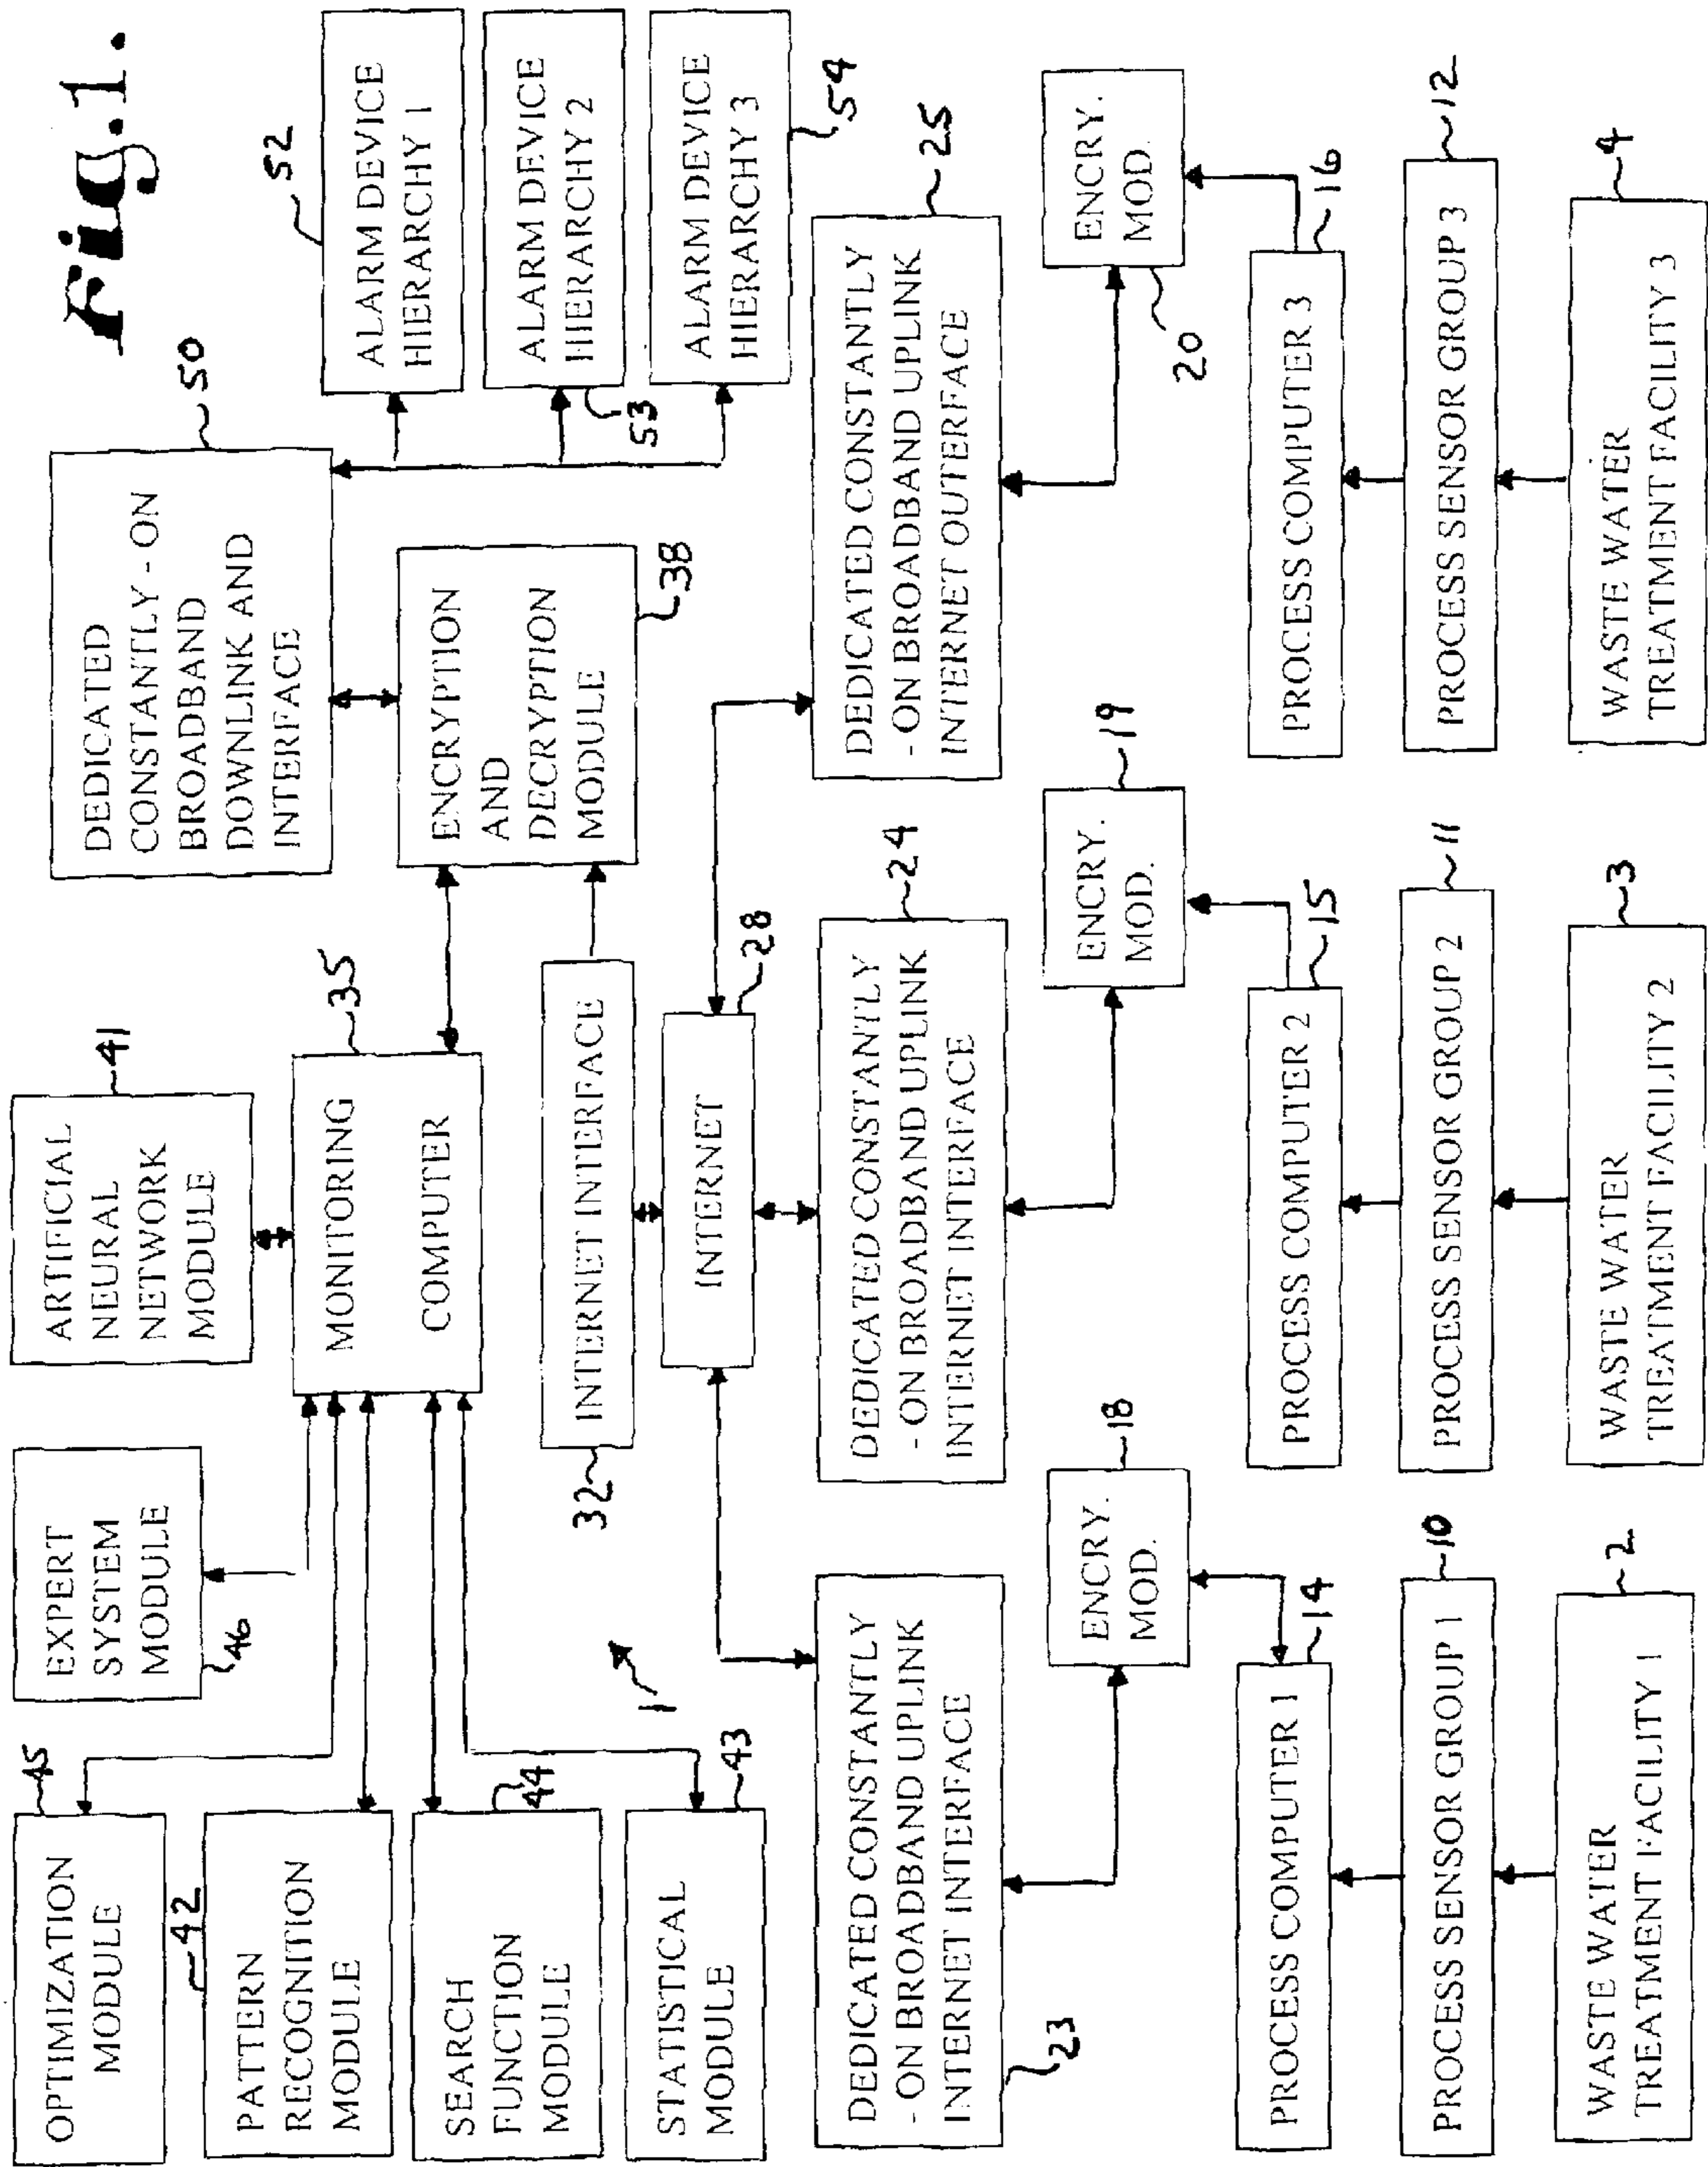 Fig.1.
OPTIMIZATION
MODULE
45
EXPERT
SYSTEM
MODULE
46
ARTIFICIAL
NEURAL
NETWORK
MODULE
41
DEDICATED
CONSTANTLY - ON
BROADBAND
DOWNLINK AND
INTERFACE
50
42
PATTERN
RECOGNITION
MODULE
SEARCH
FUNCTION
MODULE
44
STATISTICAL
MODULE
43
MONITORING
COMPUTER
35
ENCRYPTION
AND
DECRYPTION
MODULE
38
ALARM DEVICE
HIERARCHY 1
52
ALARM DEVICE
HIERARCHY 2
53
ALARM DEVICE
HIERARCHY 3
54
1
32
INTERNET INTERFACE
INTERNET
28
DEDICATED CONSTANTLY
- ON BROADBAND UPLINK
INTERNET INTERFACE
23
DEDICATED CONSTANTLY
- ON BROADBAND UPLINK
INTERNET INTERFACE
24
DEDICATED CONSTANTLY
- ON BROADBAND UPLINK
INTERNET OUTERFACE
25
ENCRY.
MOD.
18
ENCRY.
MOD.
19
ENCRY.
MOD.
20
PROCESS COMPUTER 1
14
PROCESS COMPUTER 2
15
PROCESS COMPUTER 3
16
PROCESS SENSOR GROUP 1
10
PROCESS SENSOR GROUP 2
11
PROCESS SENSOR GROUP 3
12
WASTE WATER
TREATMENT FACILITY 1
2
WASTE WATER
TREATMENT FACILITY 2
3
WASTE WATER
TREATMENT FACILITY 3
4